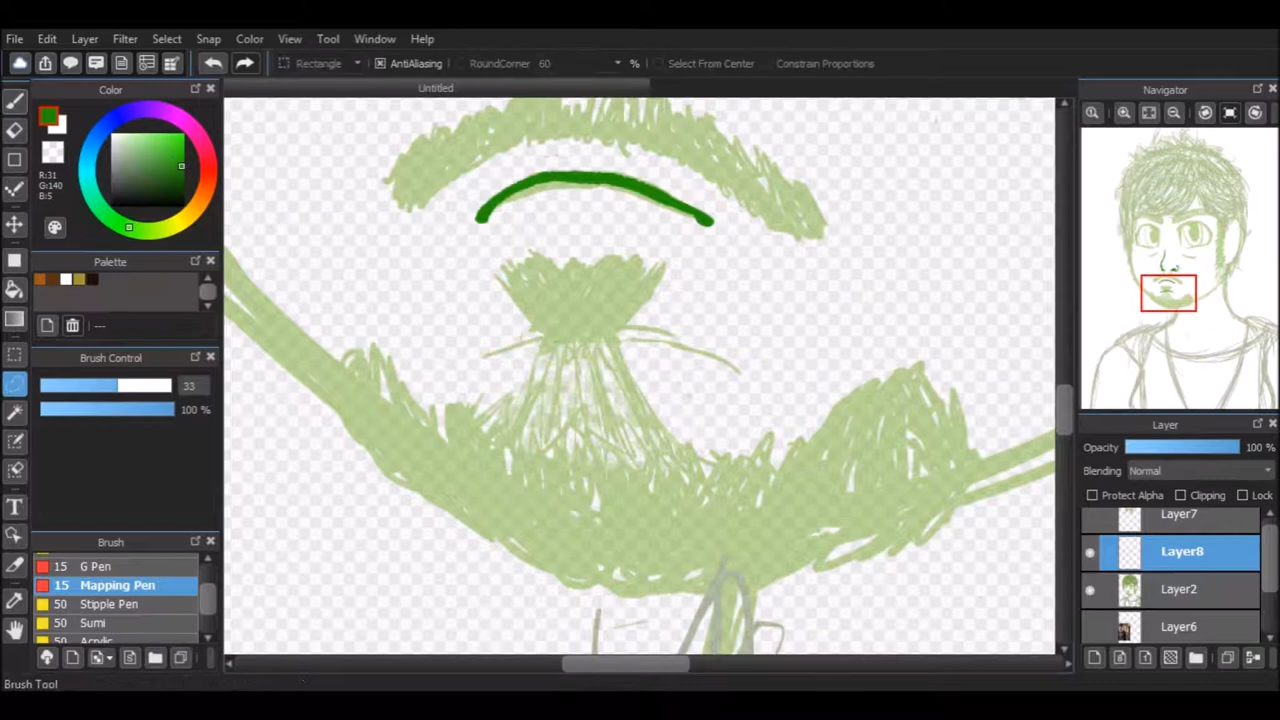 File Edit Layer Filter Select Snap Color View Tool Window Help
Rectangle AntiAliasing RoundCorner 60 % Select From Center Constrain Proportions
Color
Untitled
Navigator
R:31
G:140
B:5
Palette
---
Brush Control
33
100 %
Brush
15 G Pen
15 Mapping Pen
50 Stipple Pen
50 Sumi
50 Acrylic
Brush Tool
Layer
Opacity 100 %
Blending Normal
Protect Alpha Clipping Lock
Layer7
Layer8
Layer2
Layer6